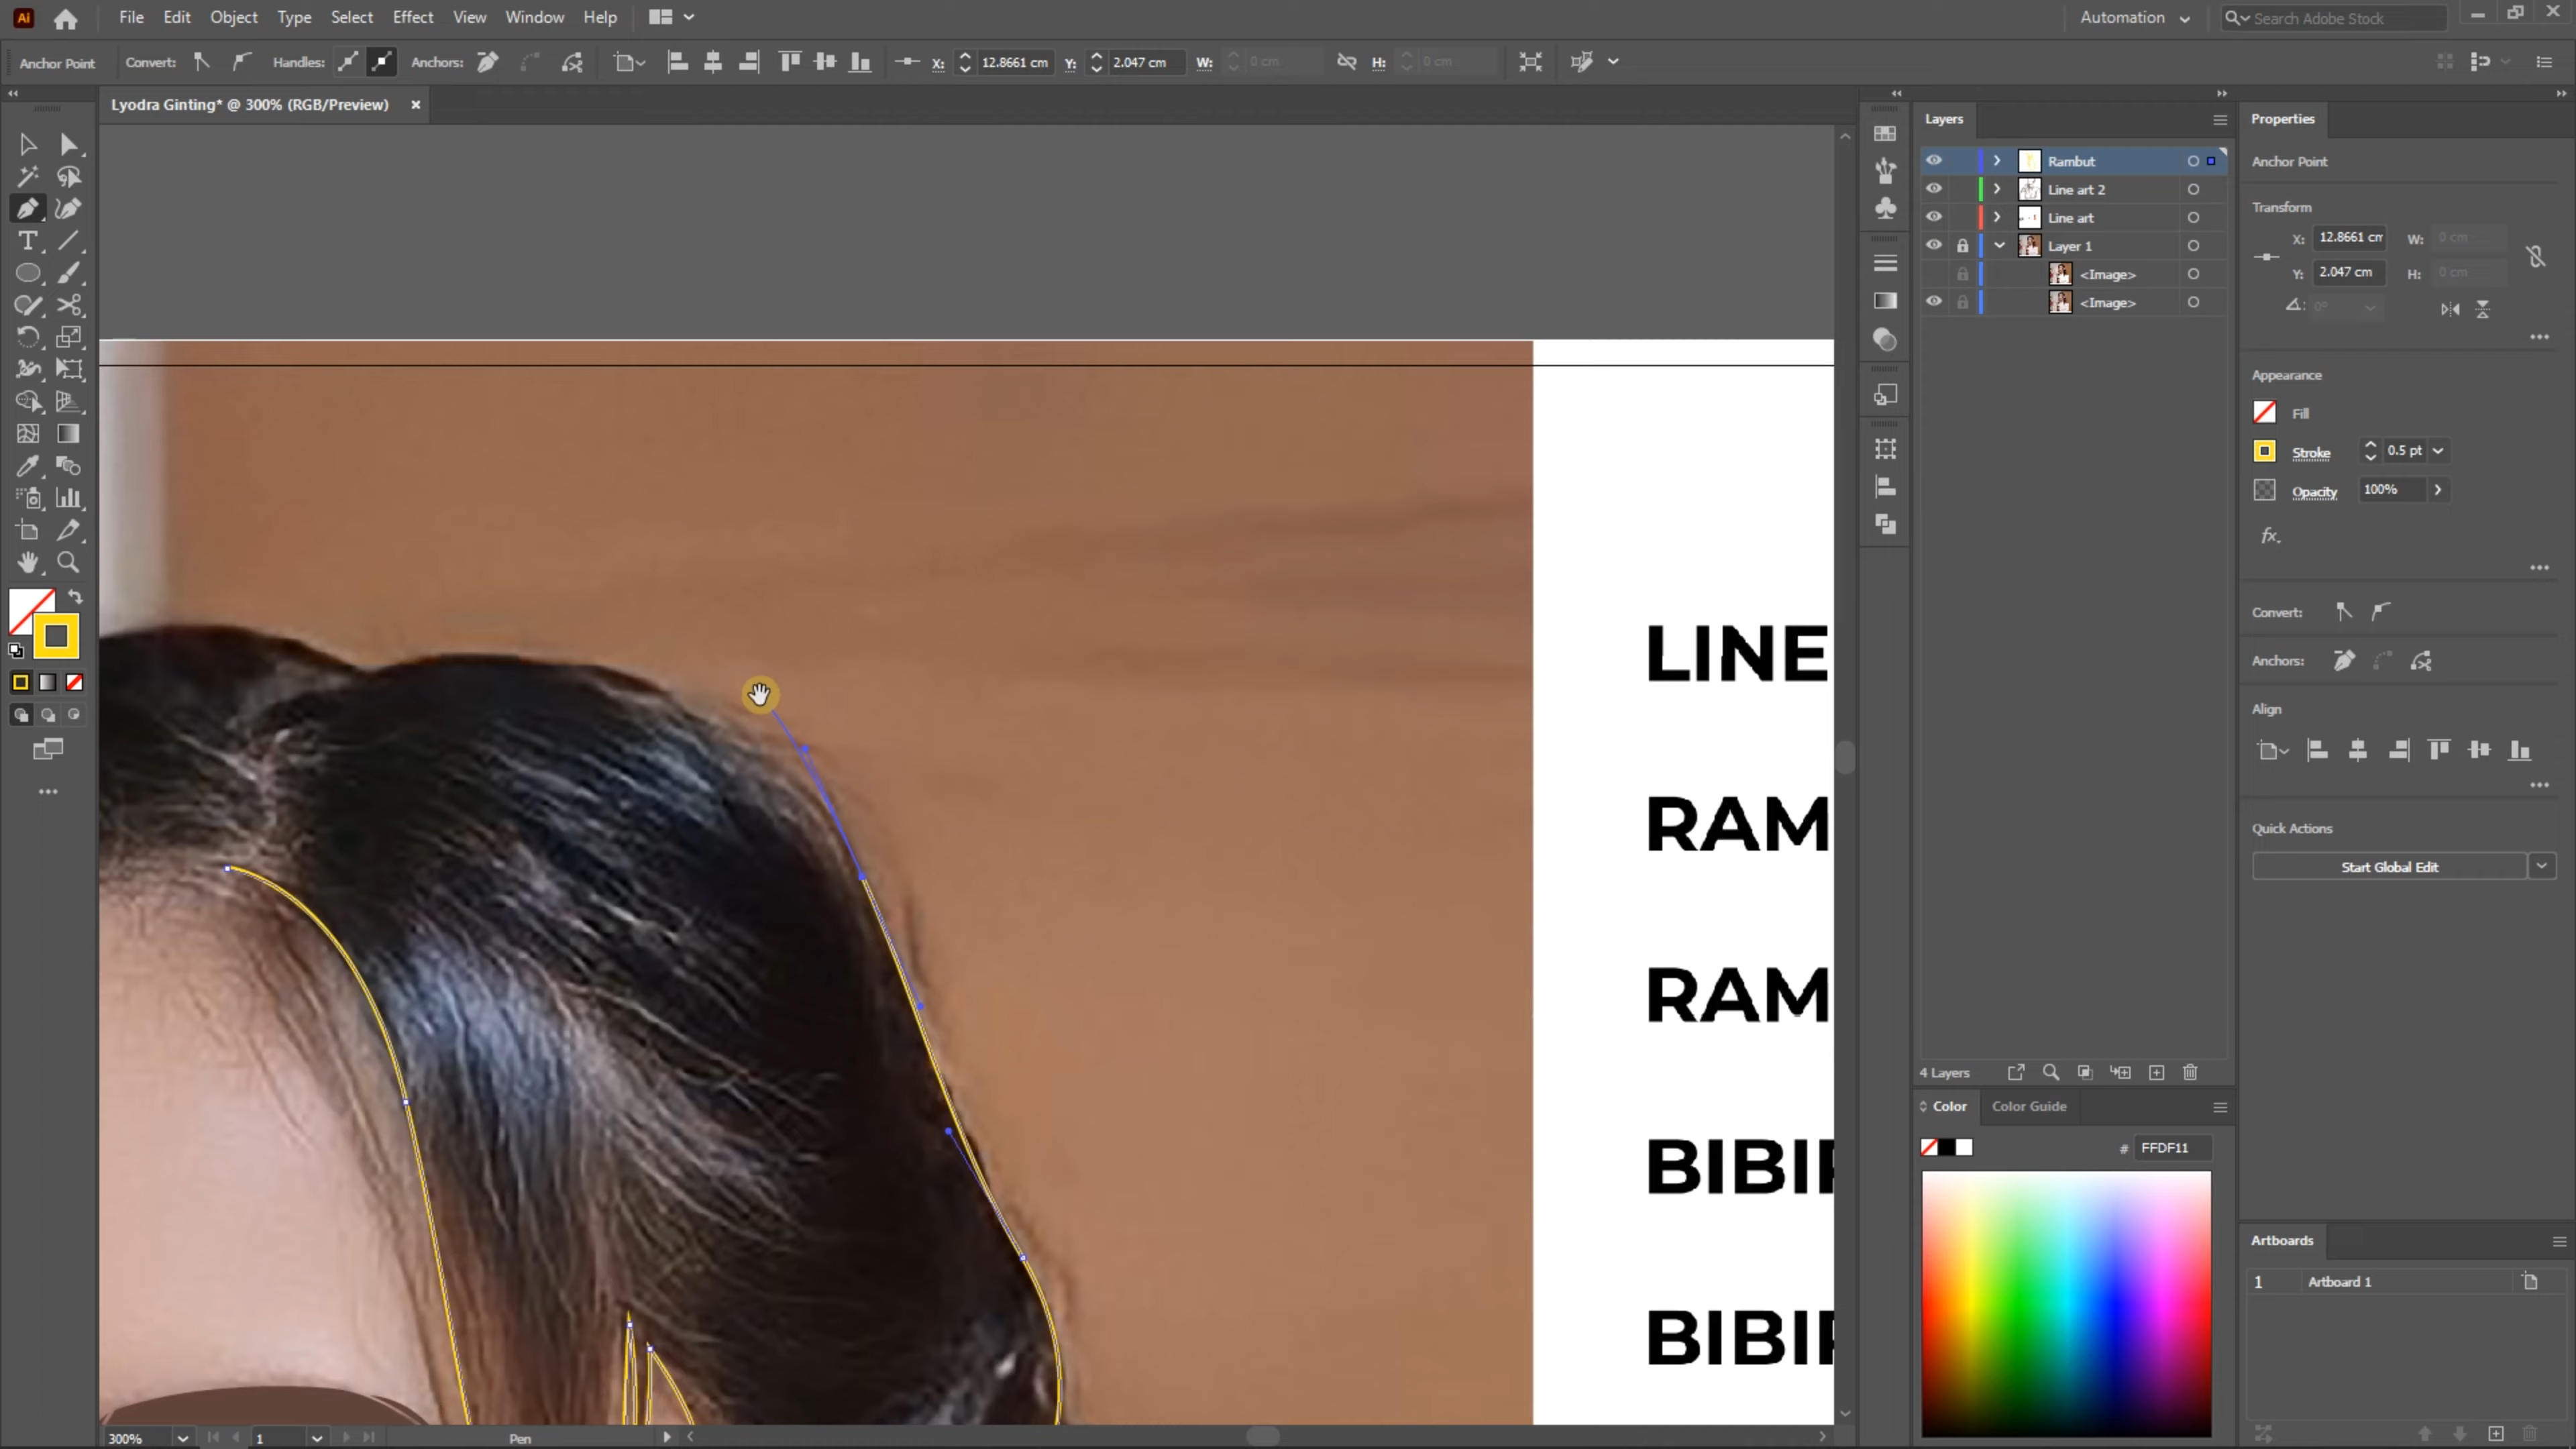 Ai File Edit Object Type Select Effect View Window Help Automation Search Adobe Stock
Anchor Point Convert: Handles: Anchors: X: 12.8661 cm Y: 2.047 cm W: 0 cm H: 0 cm
Lyodra Ginting* @ 300% (RGB/Preview)
Layers
Rambut
Line art 2
Line art
Layer 1
<Image>
<Image>
LINE
RAM
RAM
BIBI
BIBI
4 Layers
Color Color Guide
# FFDF11
Properties
Anchor Point
Transform
X: 12.8661 cm W: 0 cm
Y: 2.047 cm H: 0 cm
0°
Appearance
Fill
Stroke 0.5 pt
Opacity 100%
fx.
Convert:
Anchors:
Align
Quick Actions
Start Global Edit
Artboards
1 Artboard 1
300% 1 Pen